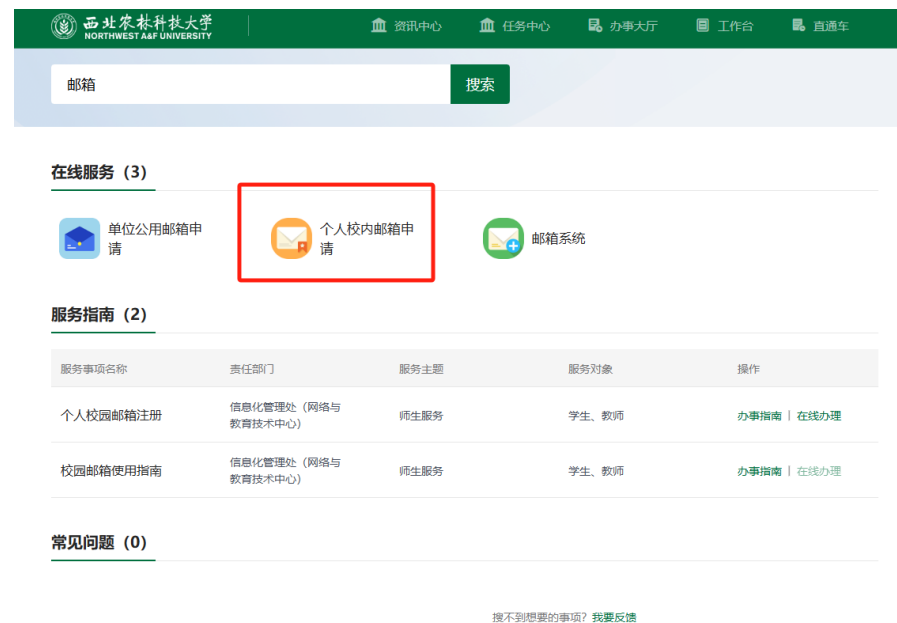 西北农林科技大学
NORTHWEST A&F UNIVERSITY
资讯中心 任务中心 办事大厅 工作台 直通车
邮箱 搜索
在线服务（3）
单位公用邮箱申
请
个人校内邮箱申
请
邮箱系统
服务指南（2）
服务事项名称 责任部门 服务主题 服务对象 操作
个人校园邮箱注册 信息化管理处（网络与
教育技术中心） 师生服务 学生、教师 办事指南 | 在线办理
校园邮箱使用指南 信息化管理处（网络与
教育技术中心） 师生服务 学生、教师 办事指南 | 在线办理
常见问题（0）
搜不到想要的事项？我要反馈